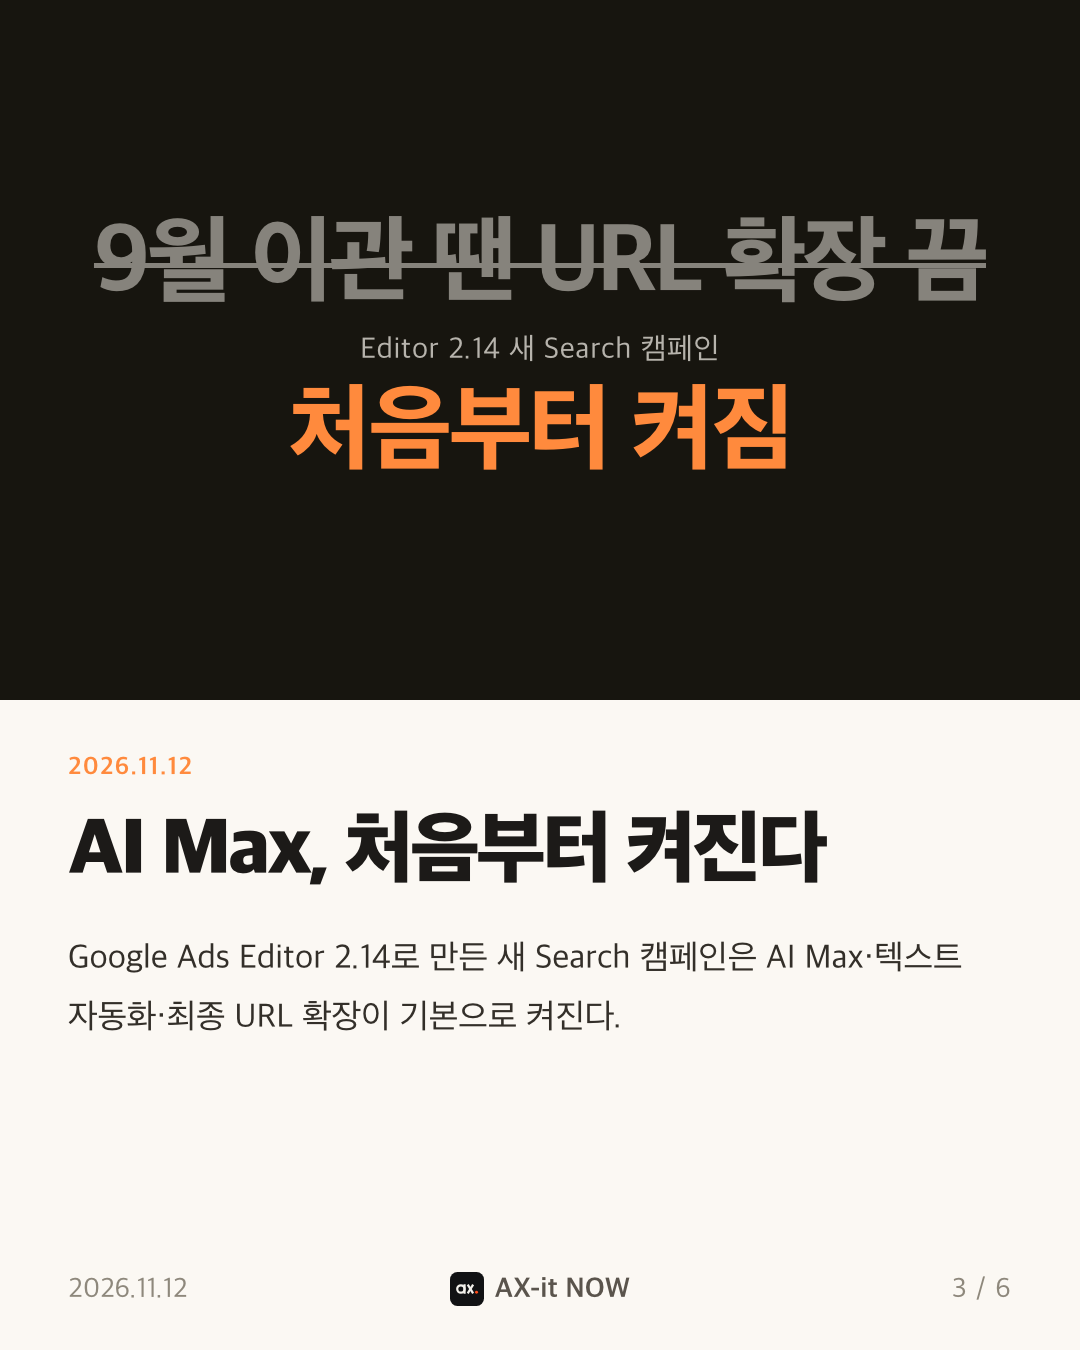 9월 이관 땐 URL 확장 끔
Editor 2.14 새 Search 캠페인
처음부터 켜짐
2026.11.12
AI Max, 처음부터 켜진다
Google Ads Editor 2.14로 만든 새 Search 캠페인은 AI Max·텍스트
자동화·최종 URL 확장이 기본으로 켜진다.
2026.11.12
ax.
AX-it NOW
3 / 6